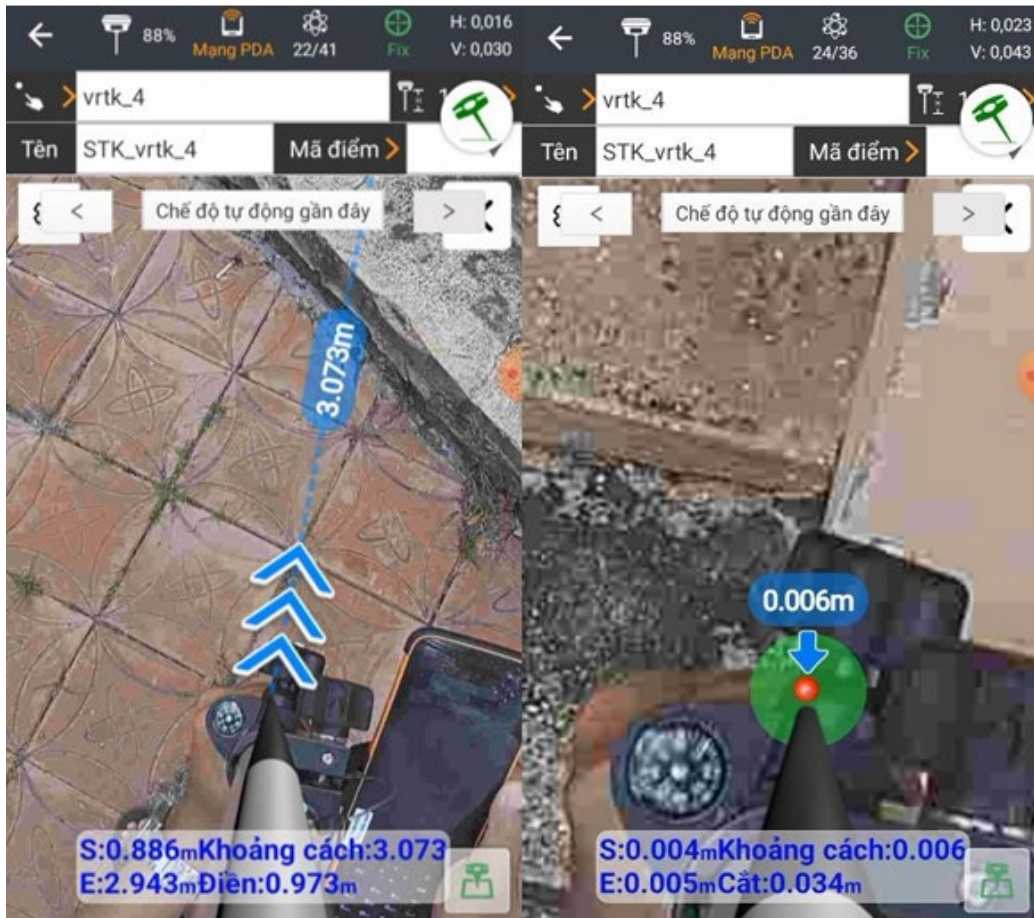 88%
Mạng PDA
22/41
Fix
H: 0,016
V: 0,030
vrtk_4
Tên
STK_vrtk_4
Mã điểm
<
Chế độ tự động gần đây
>
3.073m
S:0.886mKhoảng cách:3.073
E:2.943mĐiền:0.973m
88%
Mạng PDA
24/36
Fix
H: 0,023
V: 0,043
vrtk_4
Tên
STK_vrtk_4
Mã điểm
<
Chế độ tự động gần đây
>
0.006m
S:0.004mKhoảng cách:0.006
E:0.005mCắt:0.034m